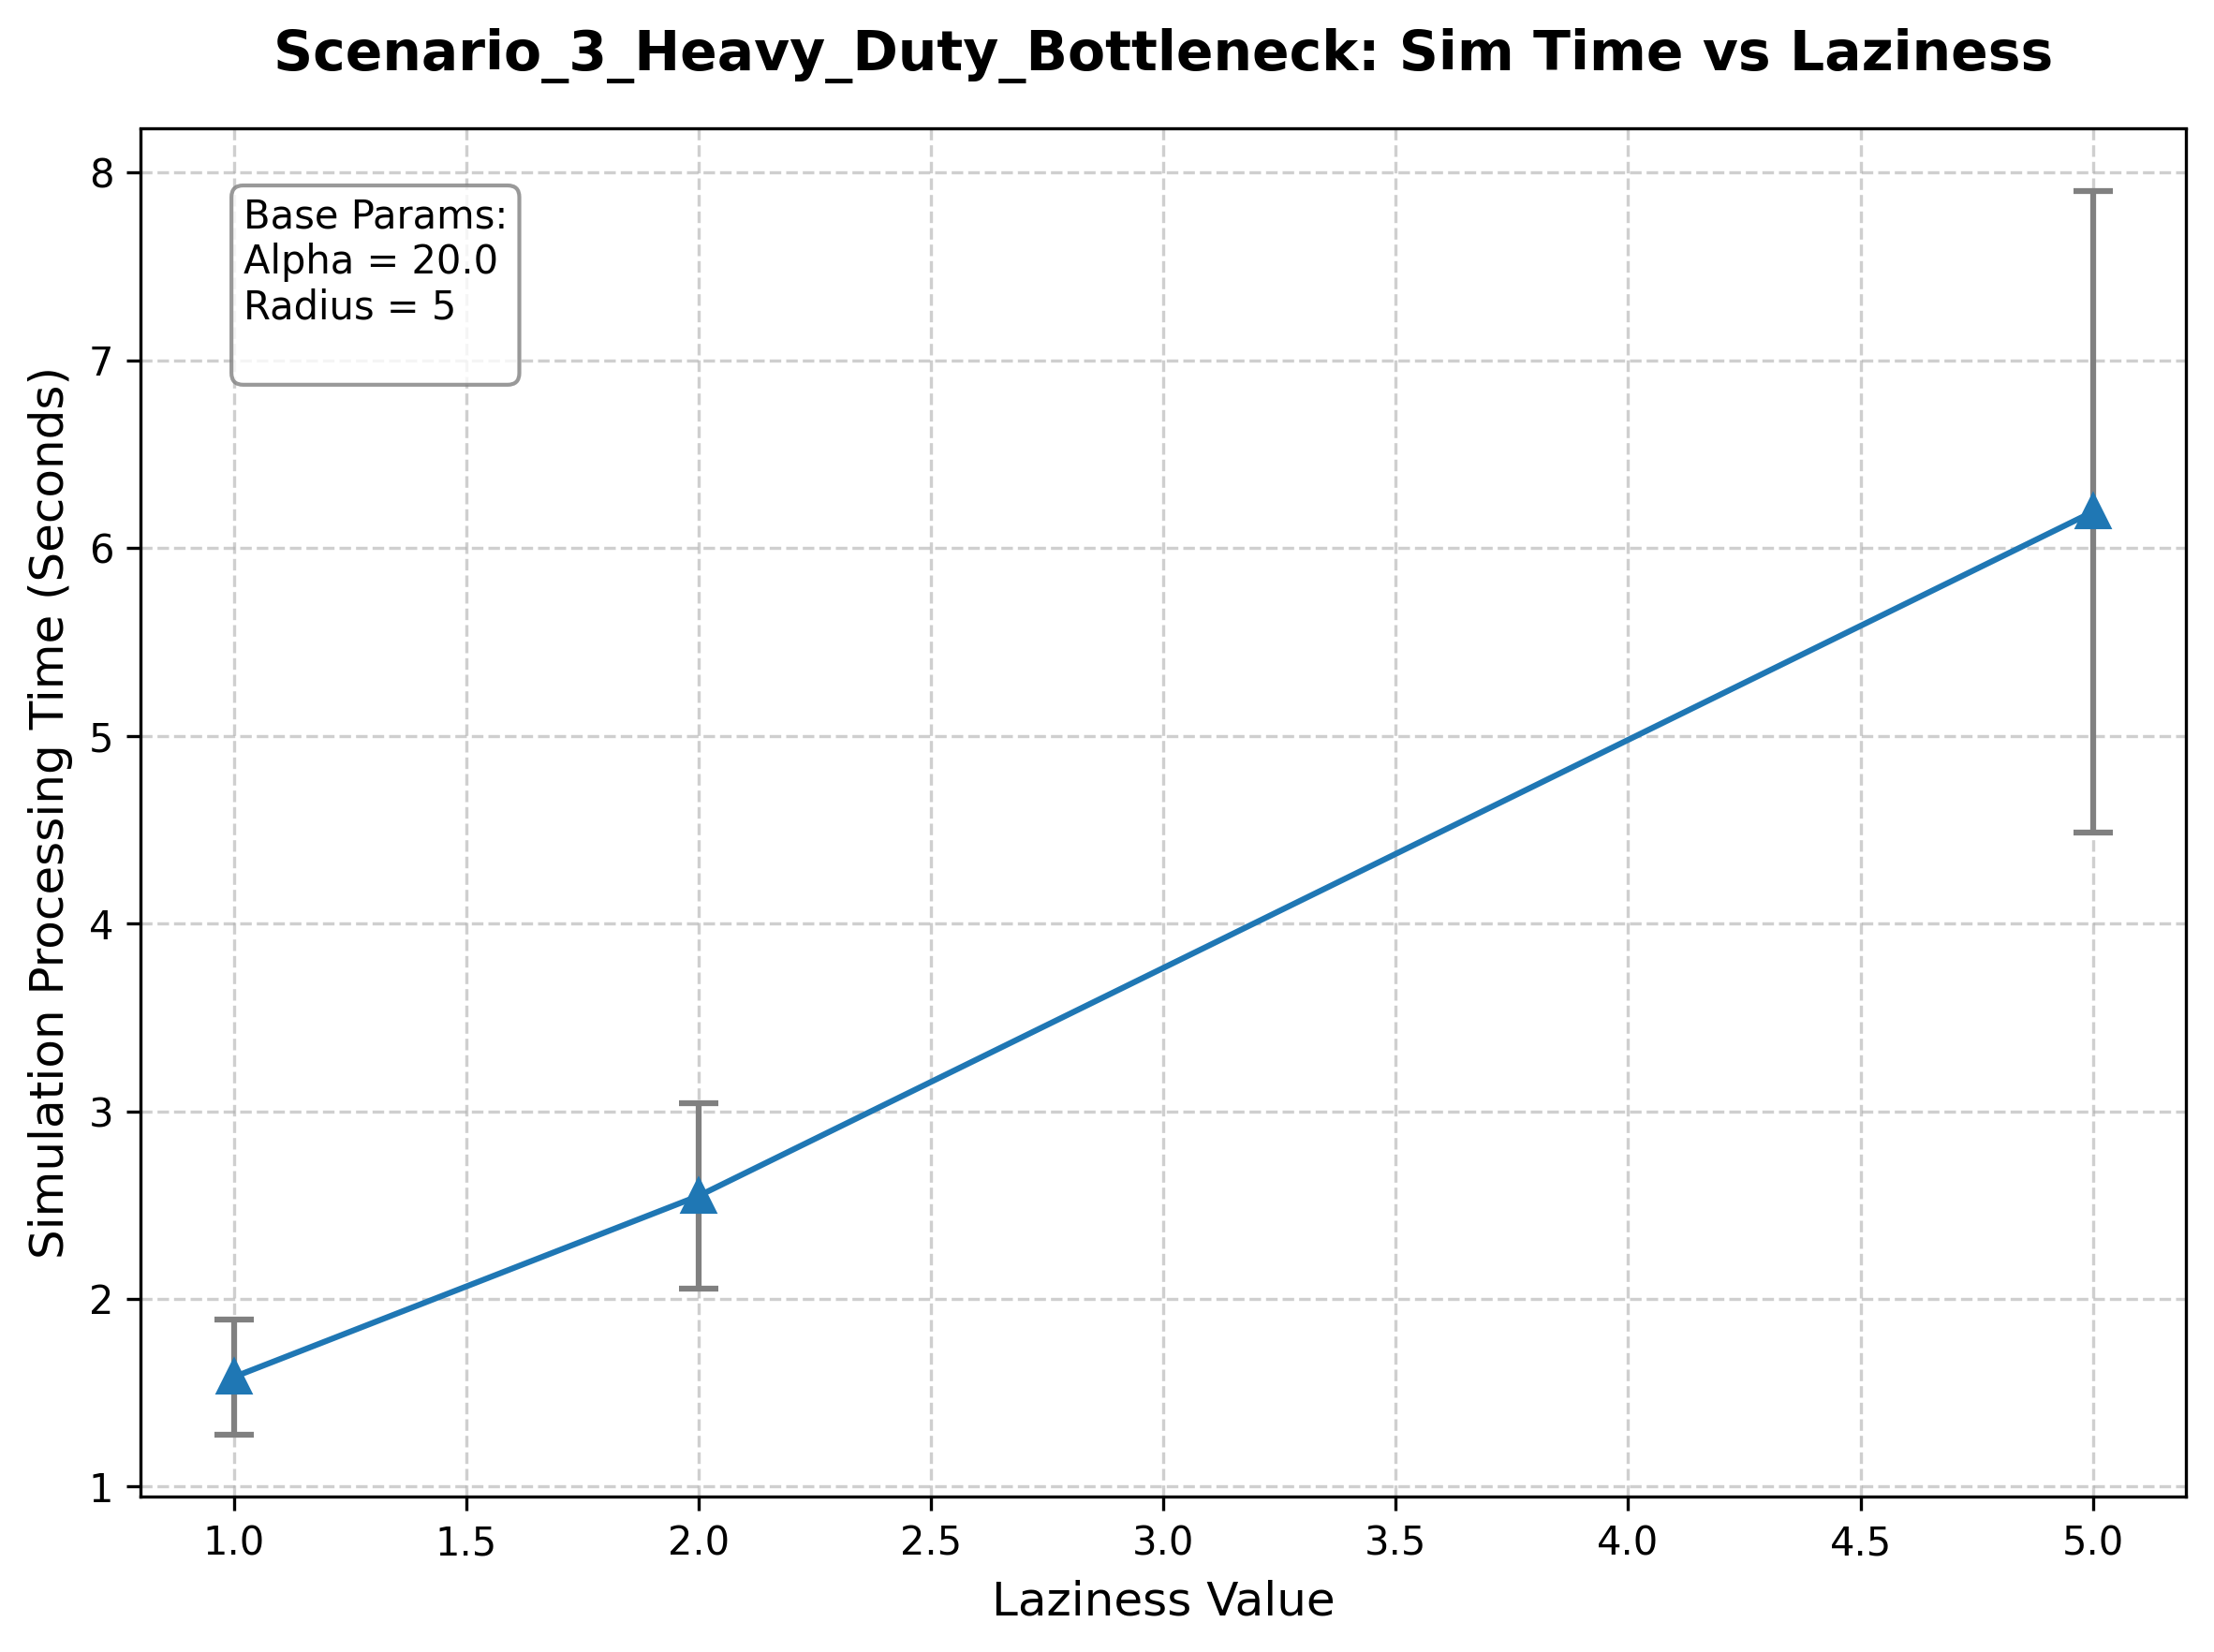 Scenario_3_Heavy_Duty_Bottleneck: Sim Time vs Laziness
Base Params:
Alpha = 20.0
Radius = 5
Simulation Processing Time (Seconds)
8
7
6
5
4
3
2
1
1.0 1.5 2.0 2.5 3.0 3.5 4.0 4.5 5.0
Laziness Value